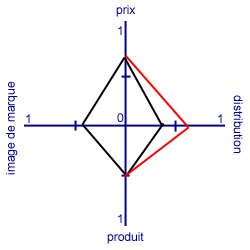 prix
1
image de marque
1
0
1
distribution
1
produit